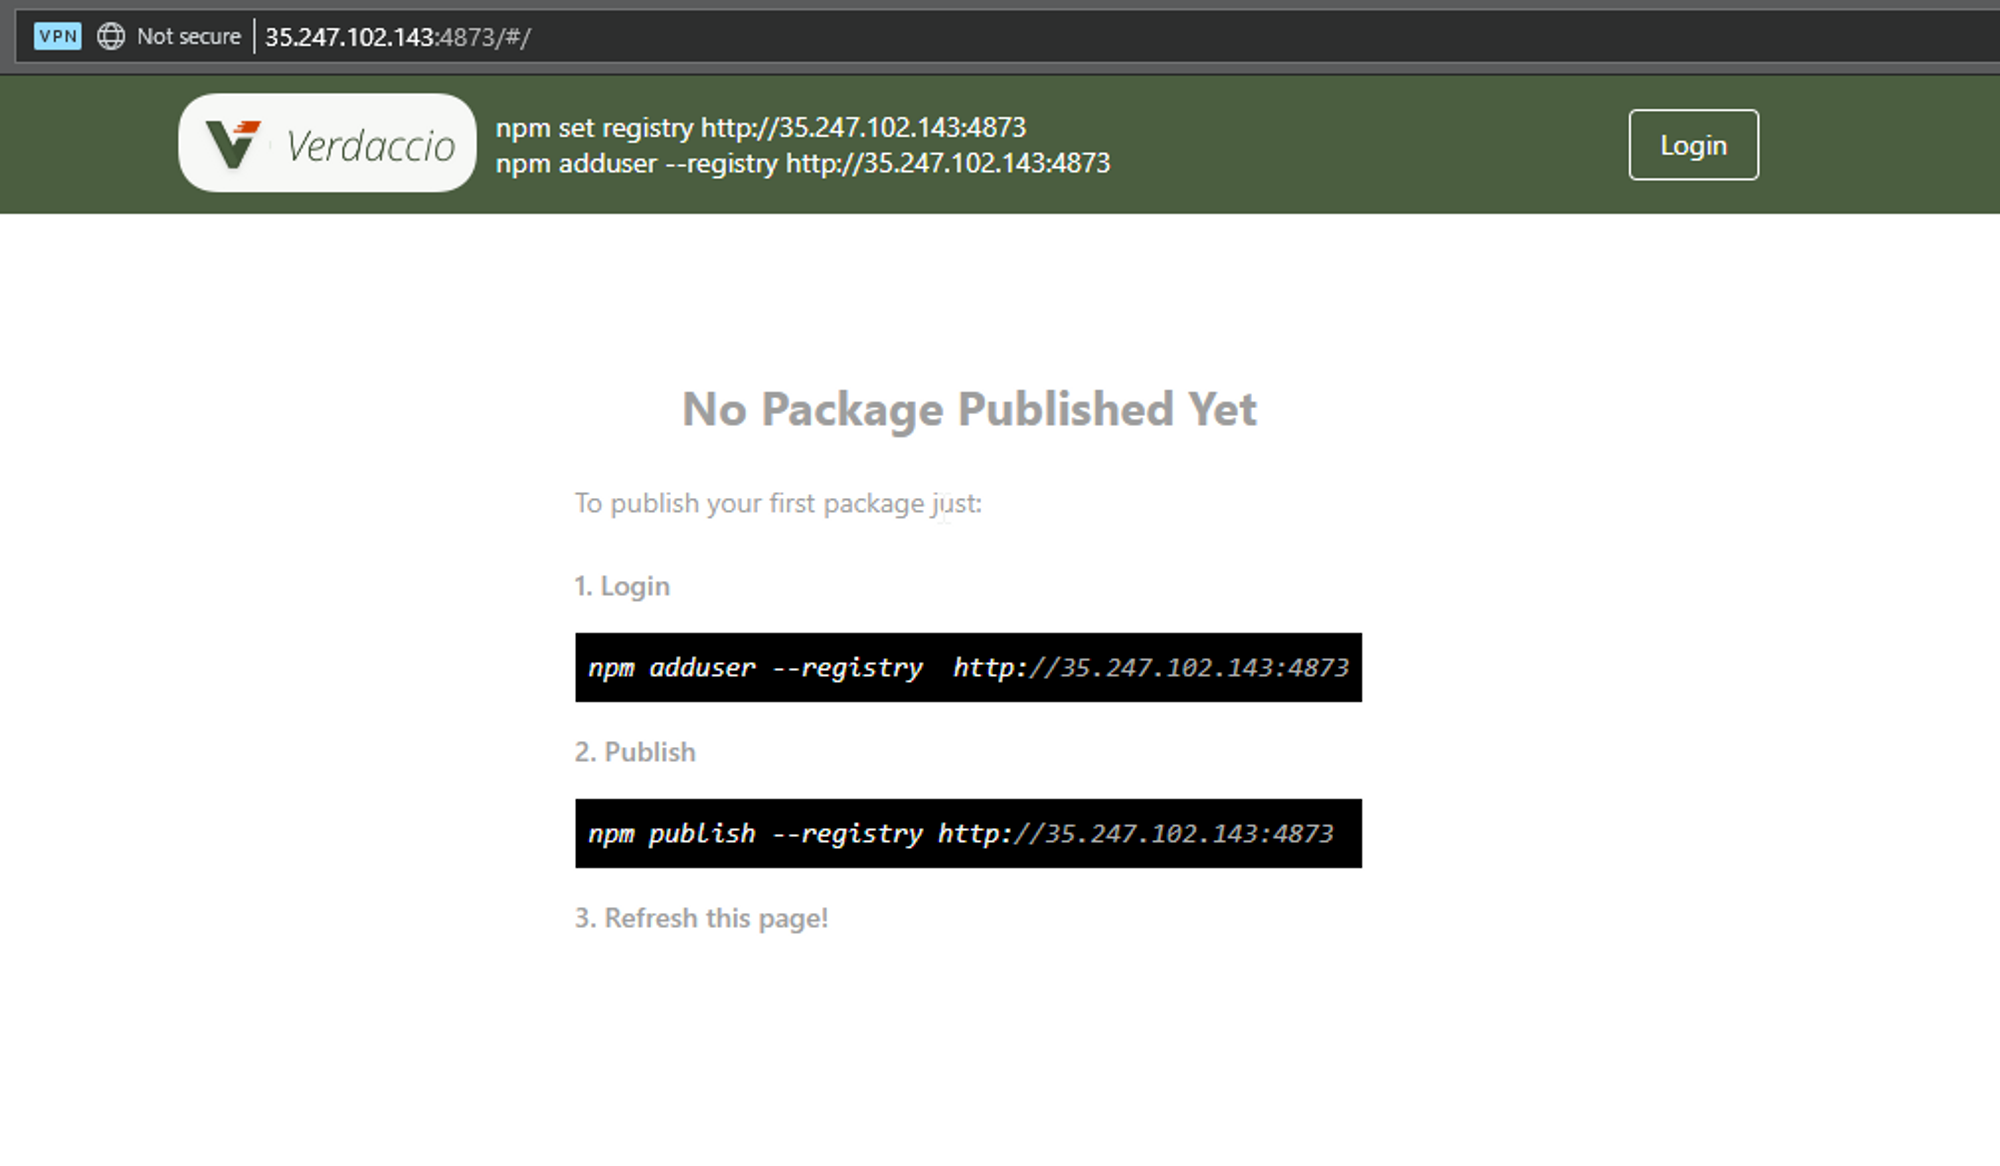 VPN Not secure 35.247.102.143:4873/#/
Verdaccio
npm set registry http://35.247.102.143:4873
npm adduser --registry http://35.247.102.143:4873
Login
No Package Published Yet
To publish your first package just:
1. Login
npm adduser --registry  http://35.247.102.143:4873
2. Publish
npm publish --registry http://35.247.102.143:4873
3. Refresh this page!